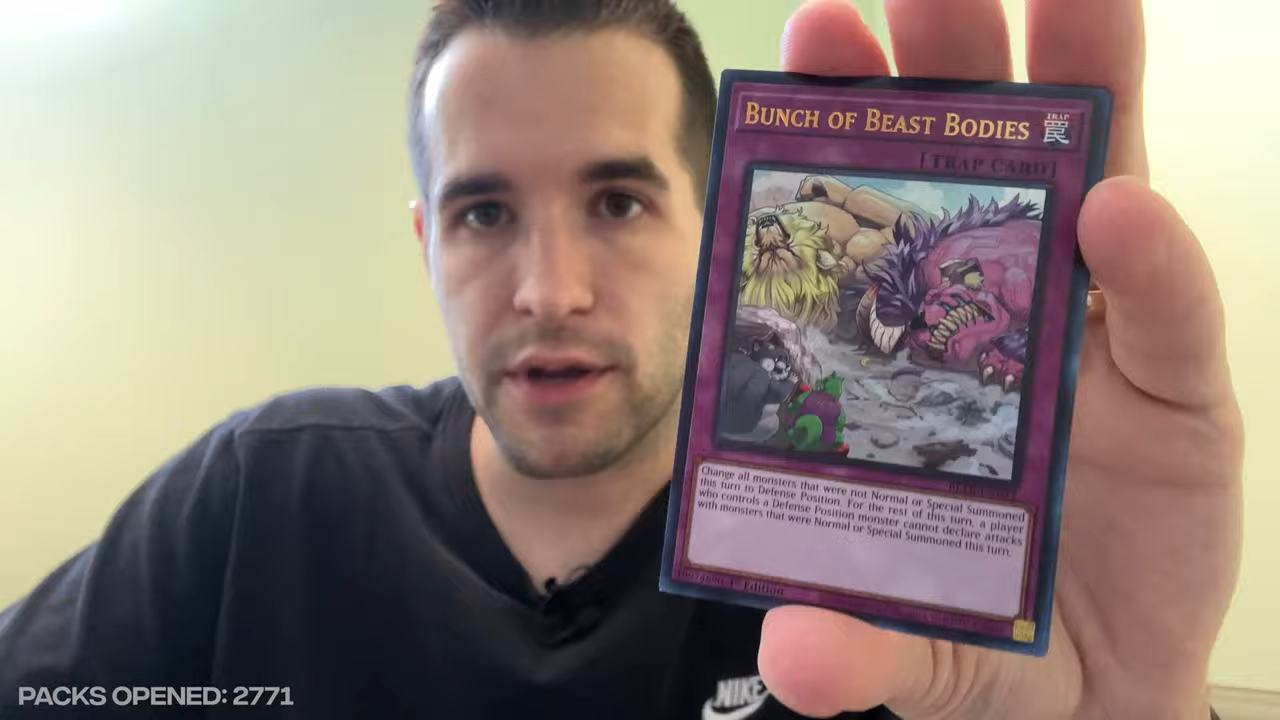 BUNCH OF BEAST BODIES
TRAP
罠
[TRAP CARD]
Change all monsters that were not Normal or Special Summoned
this turn to Defense Position. For the rest of this turn, a player
who controls a Defense Position monster cannot declare attacks
with monsters that were Normal or Special Summoned this turn.
1st Edition
NIKE
PACKS OPENED: 2771